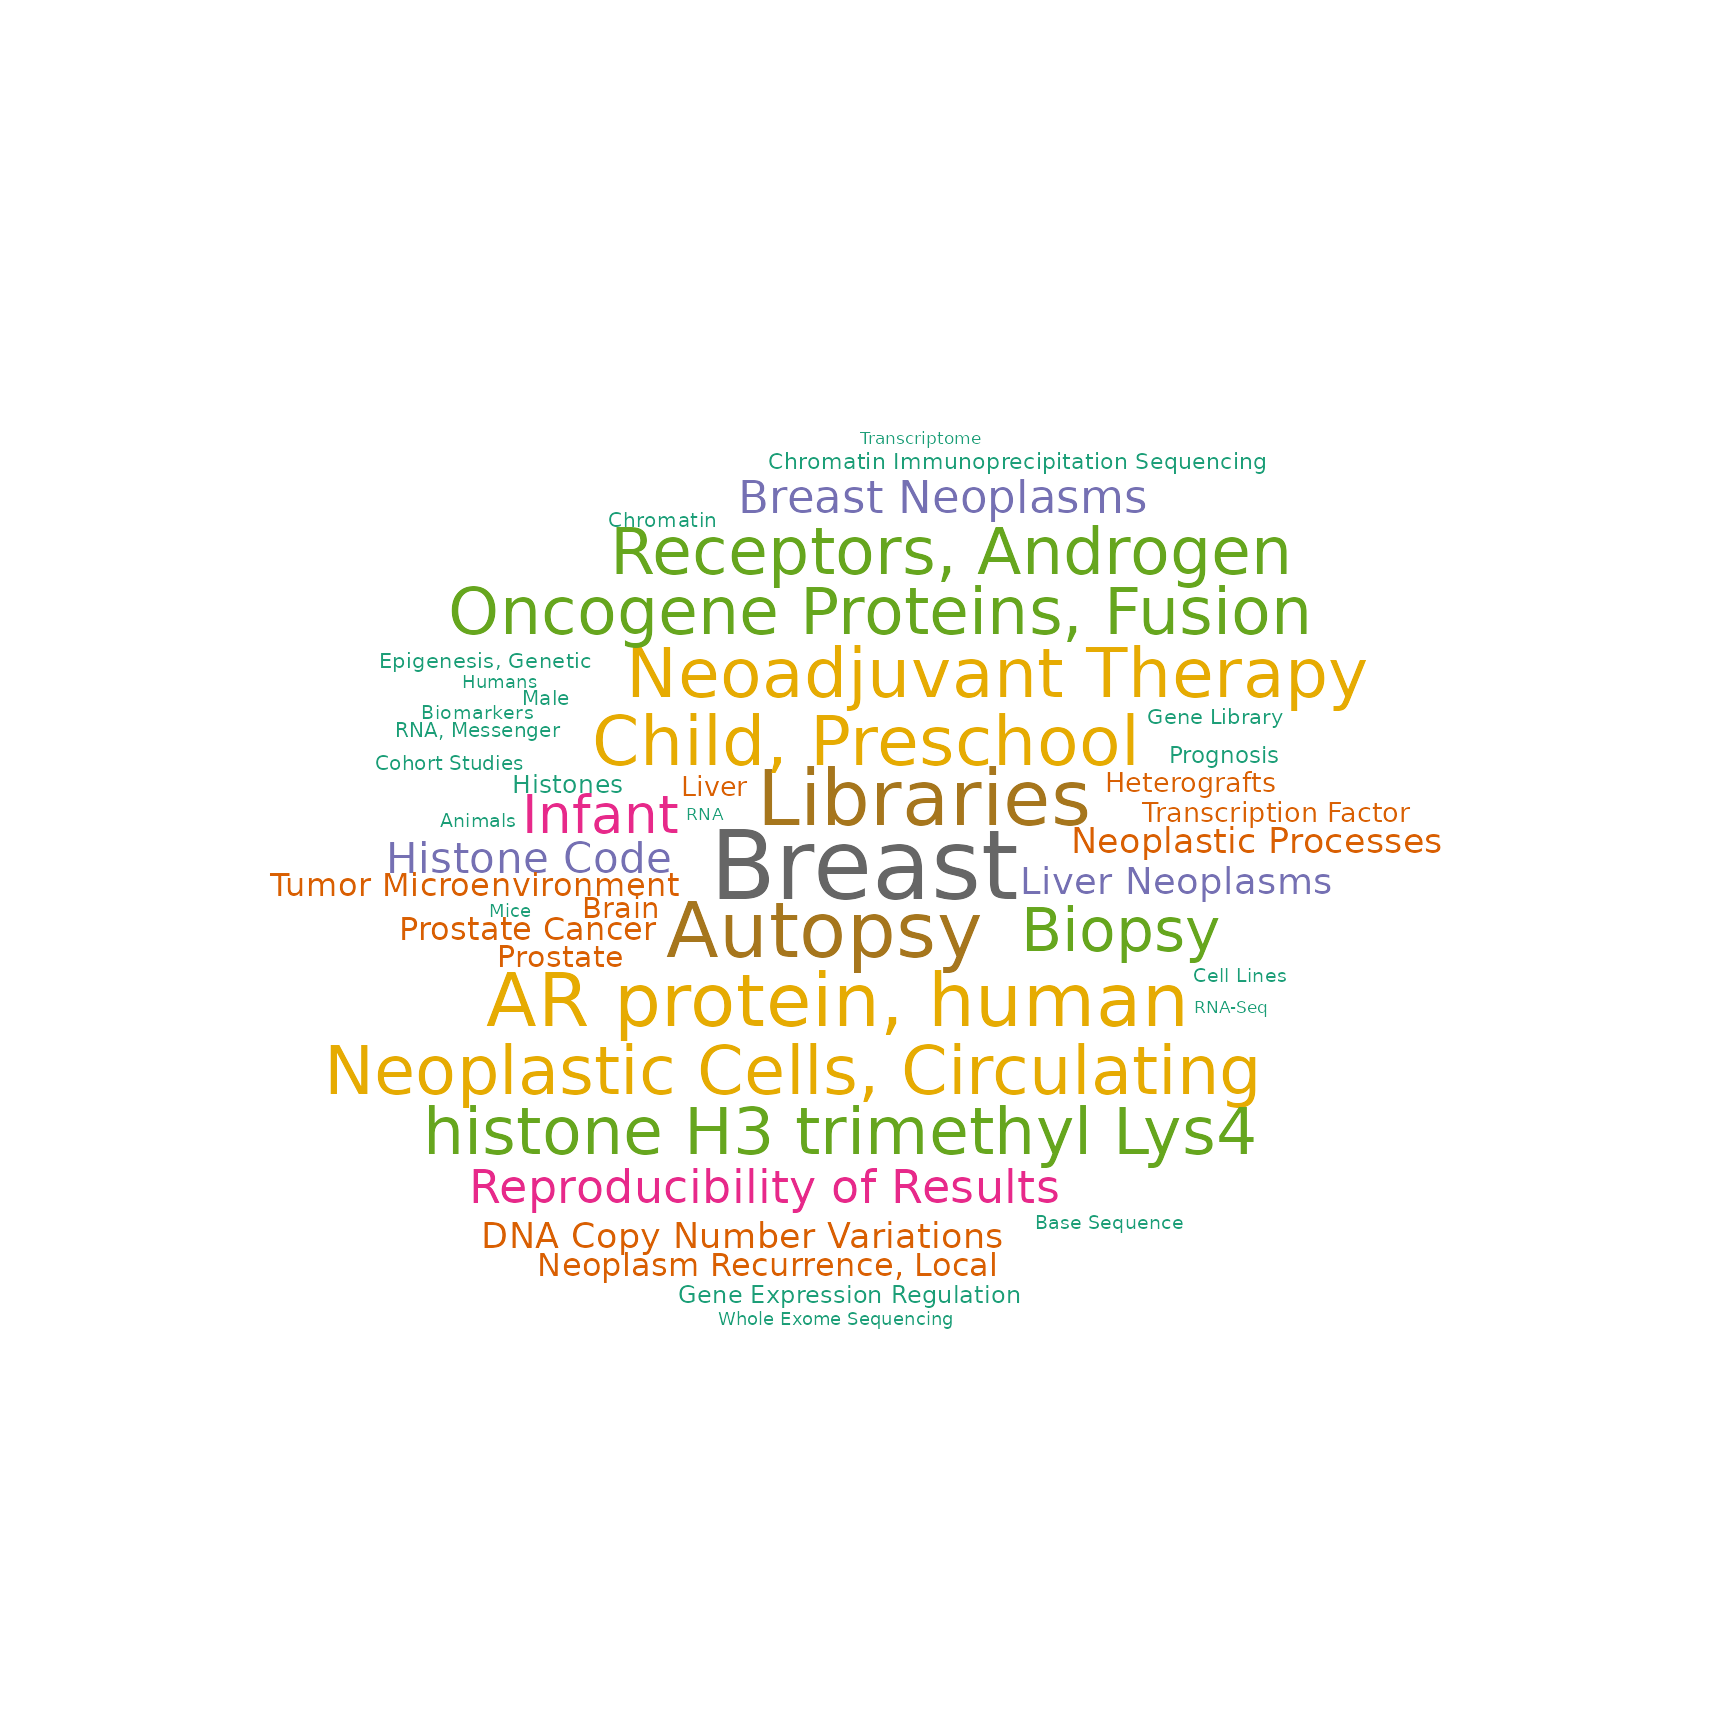 Transcriptome
Chromatin Immunoprecipitation Sequencing
Breast Neoplasms
Chromatin
Receptors, Androgen
Oncogene Proteins, Fusion
Epigenesis, Genetic
Neoadjuvant Therapy
Humans
Male
Biomarkers
Gene Library
RNA, Messenger
Child, Preschool
Prognosis
Cohort Studies
Histones
Liver
Libraries
Heterografts
Infant
RNA
Transcription Factor
Animals
Neoplastic Processes
Histone Code
Breast
Liver Neoplasms
Tumor Microenvironment
Mice
Brain
Prostate Cancer
Autopsy
Biopsy
Prostate
Cell Lines
AR protein, human
RNA-Seq
Neoplastic Cells, Circulating
histone H3 trimethyl Lys4
Reproducibility of Results
Base Sequence
DNA Copy Number Variations
Neoplasm Recurrence, Local
Gene Expression Regulation
Whole Exome Sequencing